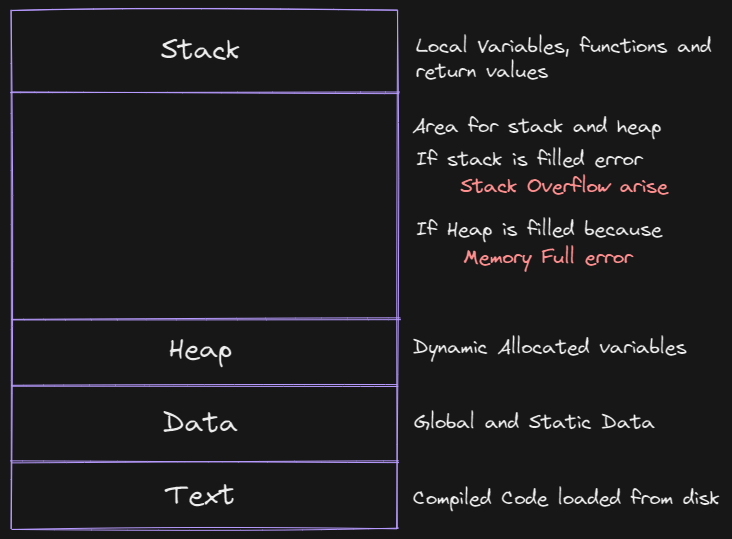 Stack
Local Variables, functions and
return values
Area for stack and heap
If stack is filled error
Stack Overflow arise
If Heap is filled because
Memory Full error
Heap
Dynamic Allocated variables
Data
Global and Static Data
Text
Compiled Code loaded from disk